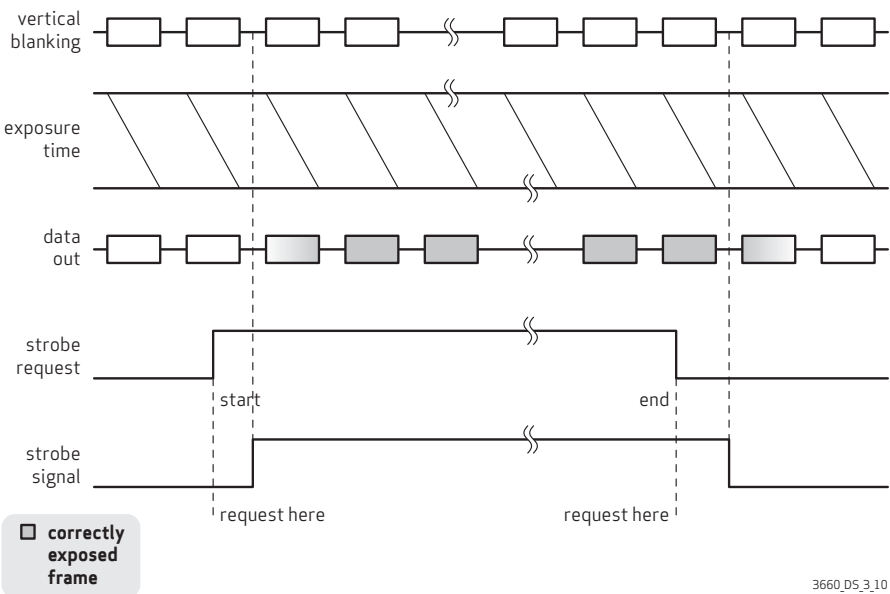 vertical
blanking
exposure
time
data
out
strobe
request
start
end
strobe
signal
request here
request here
correctly
exposed
frame
3660_DS_3_10